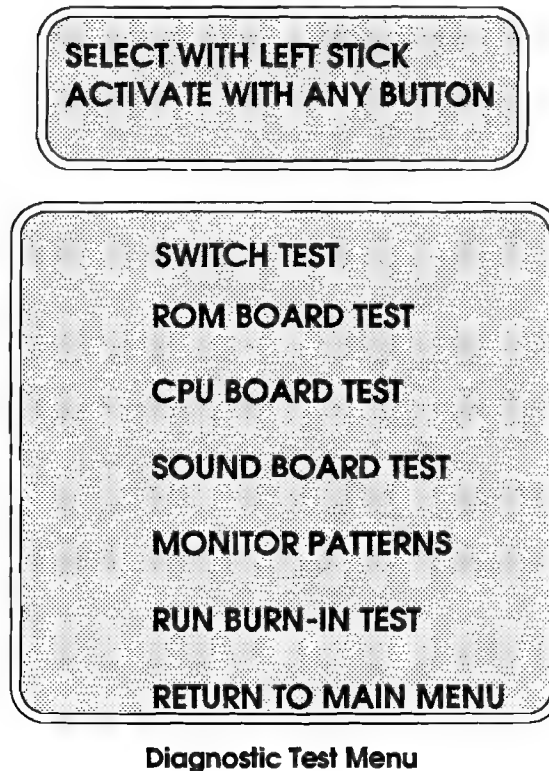 SELECT WITH LEFT STICK
ACTIVATE WITH ANY BUTTON
SWITCH TEST
ROM BOARD TEST
CPU BOARD TEST
SOUND BOARD TEST
MONITOR PATTERNS
RUN BURN-IN TEST
RETURN TO MAIN MENU
Diagnostic Test Menu